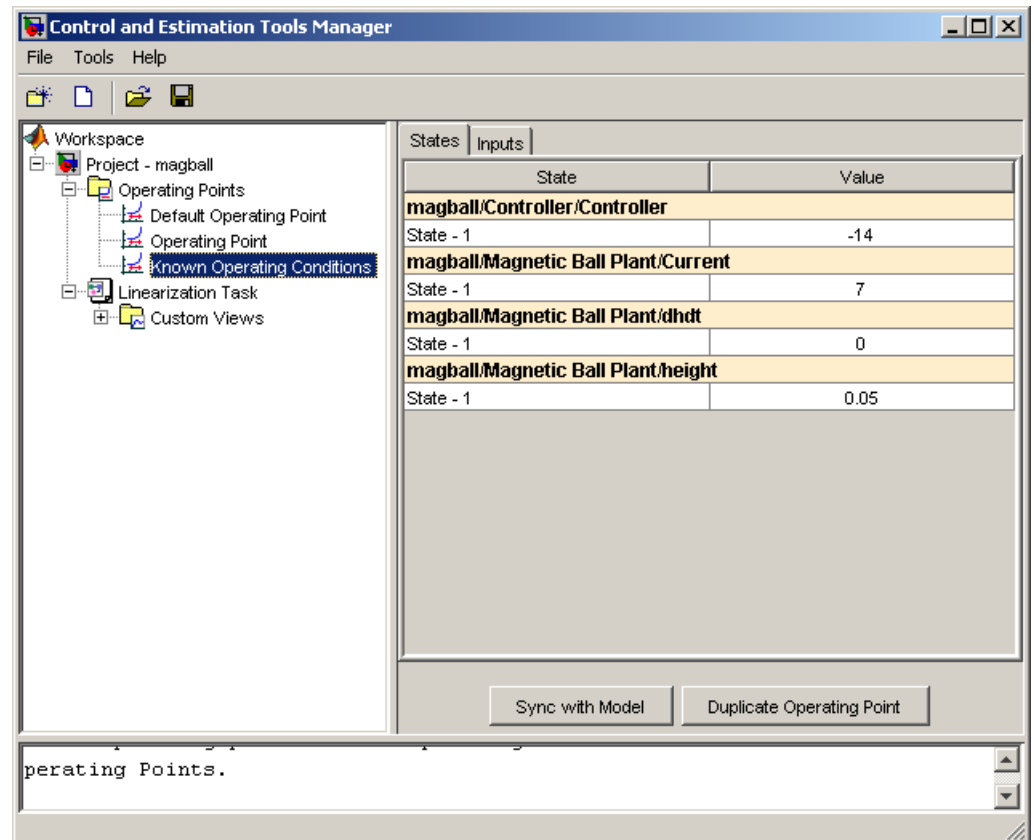 Control and Estimation Tools Manager
File Tools Help
Workspace
Project - magball
Operating Points
Default Operating Point
Operating Point
Known Operating Conditions
Linearization Task
Custom Views
States Inputs
State Value
magball/Controller/Controller
State - 1 -14
magball/Magnetic Ball Plant/Current
State - 1 7
magball/Magnetic Ball Plant/dhdt
State - 1 0
magball/Magnetic Ball Plant/height
State - 1 0.05
Sync with Model Duplicate Operating Point
perating Points.